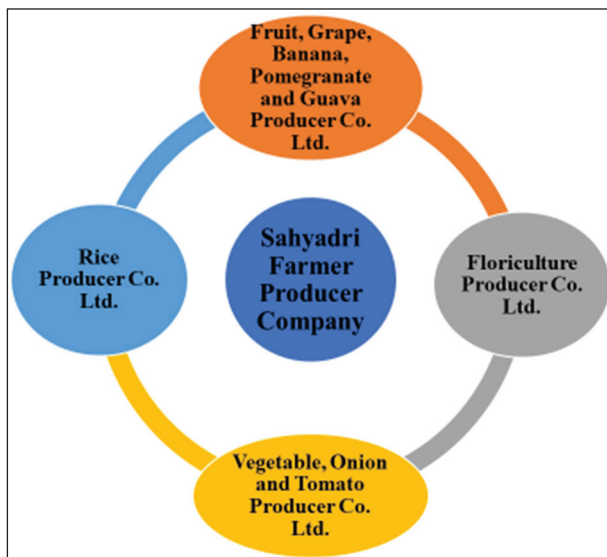 Fruit, Grape,
Banana,
Pomegranate
and Guava
Producer Co.
Ltd.
Rice
Producer Co.
Ltd.
Sahyadri
Farmer
Producer
Company
Floriculture
Producer Co.
Ltd.
Vegetable, Onion
and Tomato
Producer Co.
Ltd.